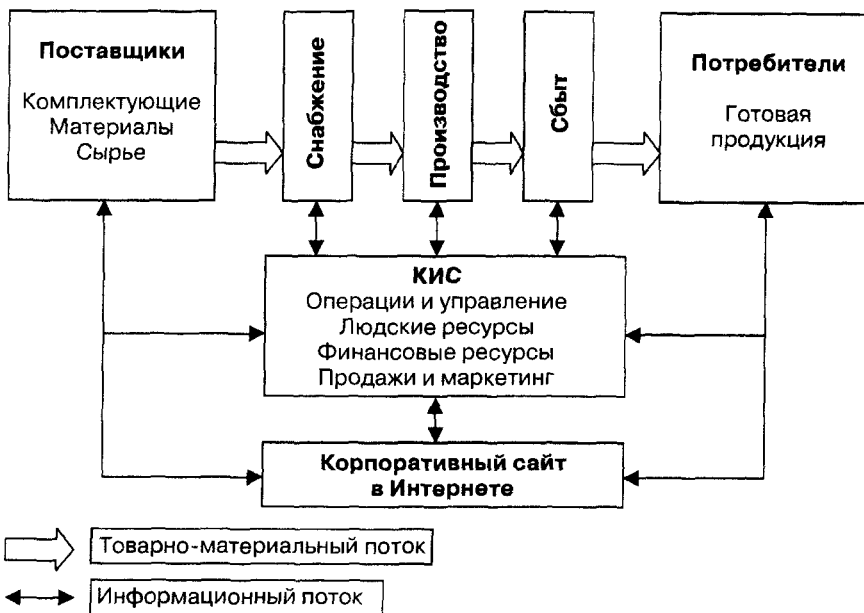 Поставщики
Комплектующие
Материалы
Сырье
Снабжение
Производство
Сбыт
Потребители
Готовая
продукция
КИС
Операции и управление
Людские ресурсы
Финансовые ресурсы
Продажи и маркетинг
Корпоративный сайт
в Интернете
Товарно-материальный поток
Информационный поток